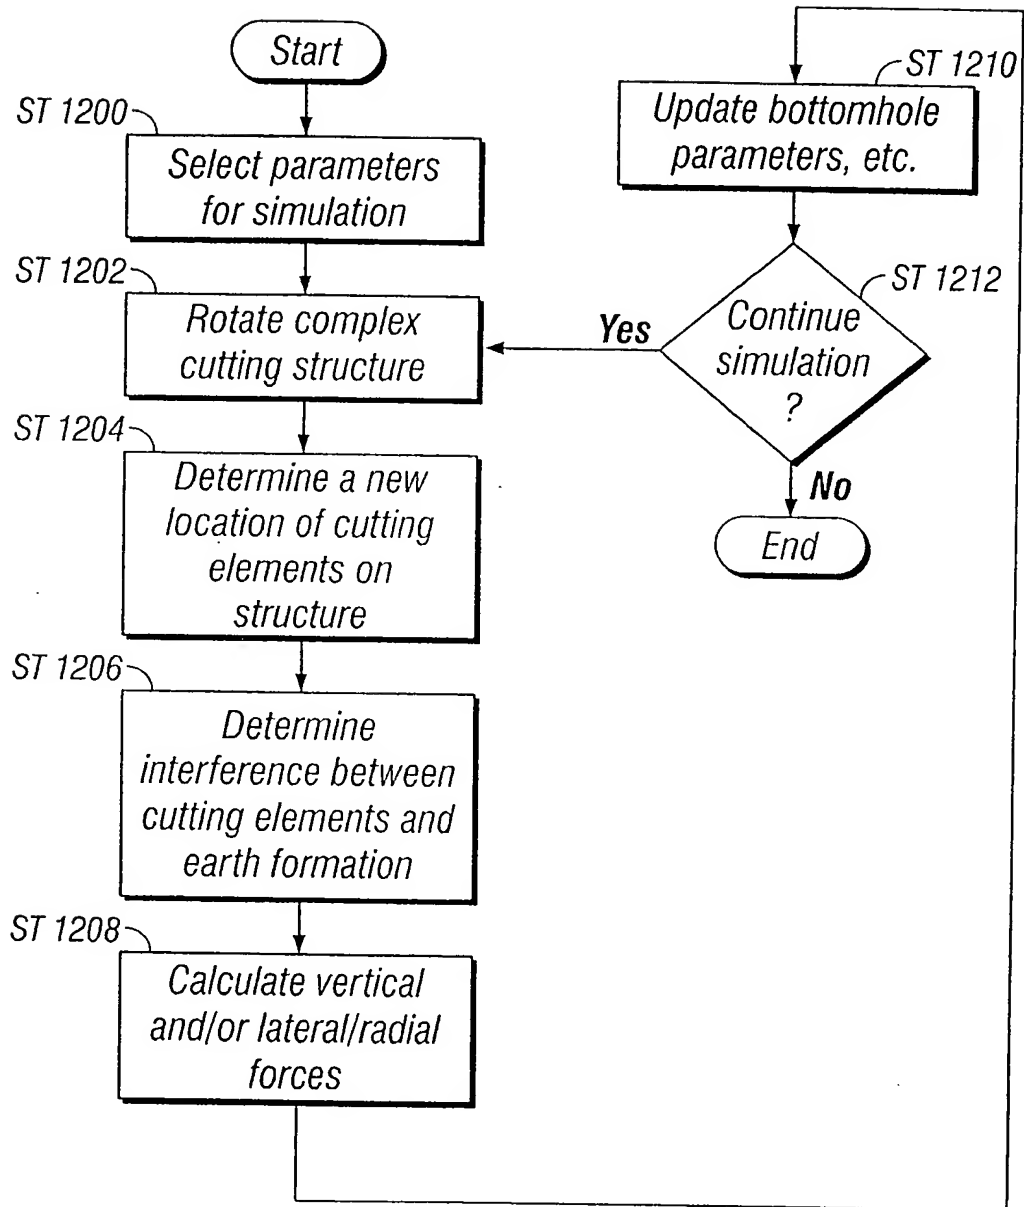 Start
ST 1200
Select parameters
for simulation
ST 1202
Rotate complex
cutting structure
ST 1204
Determine a new
location of cutting
elements on
structure
ST 1206
Determine
interference between
cutting elements and
earth formation
ST 1208
Calculate vertical
and/or lateral/radial
forces
ST 1210
Update bottomhole
parameters, etc.
ST 1212
Continue
simulation
?
Yes
No
End